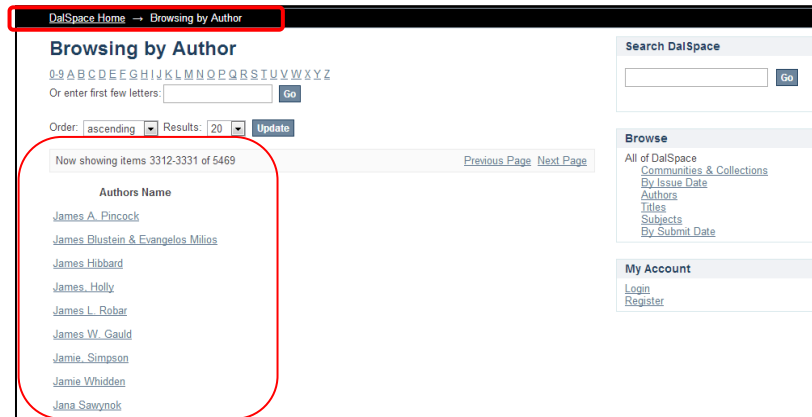 DalSpace Home → Browsing by Author
Browsing by Author
0-9 A B C D E F G H I J K L M N O P Q R S T U V W X Y Z
Or enter first few letters: Go
Order: ascending Results: 20 Update
Now showing items 3312-3331 of 5469 Previous Page Next Page
Authors Name
James A. Pincock
James Blustein & Evangelos Milios
James Hibbard
James, Holly
James L. Robar
James W. Gauld
Jamie, Simpson
Jamie Whidden
Jana Sawynok
Search DalSpace
Go
Browse
All of DalSpace
Communities & Collections
By Issue Date
Authors
Titles
Subjects
By Submit Date
My Account
Login
Register